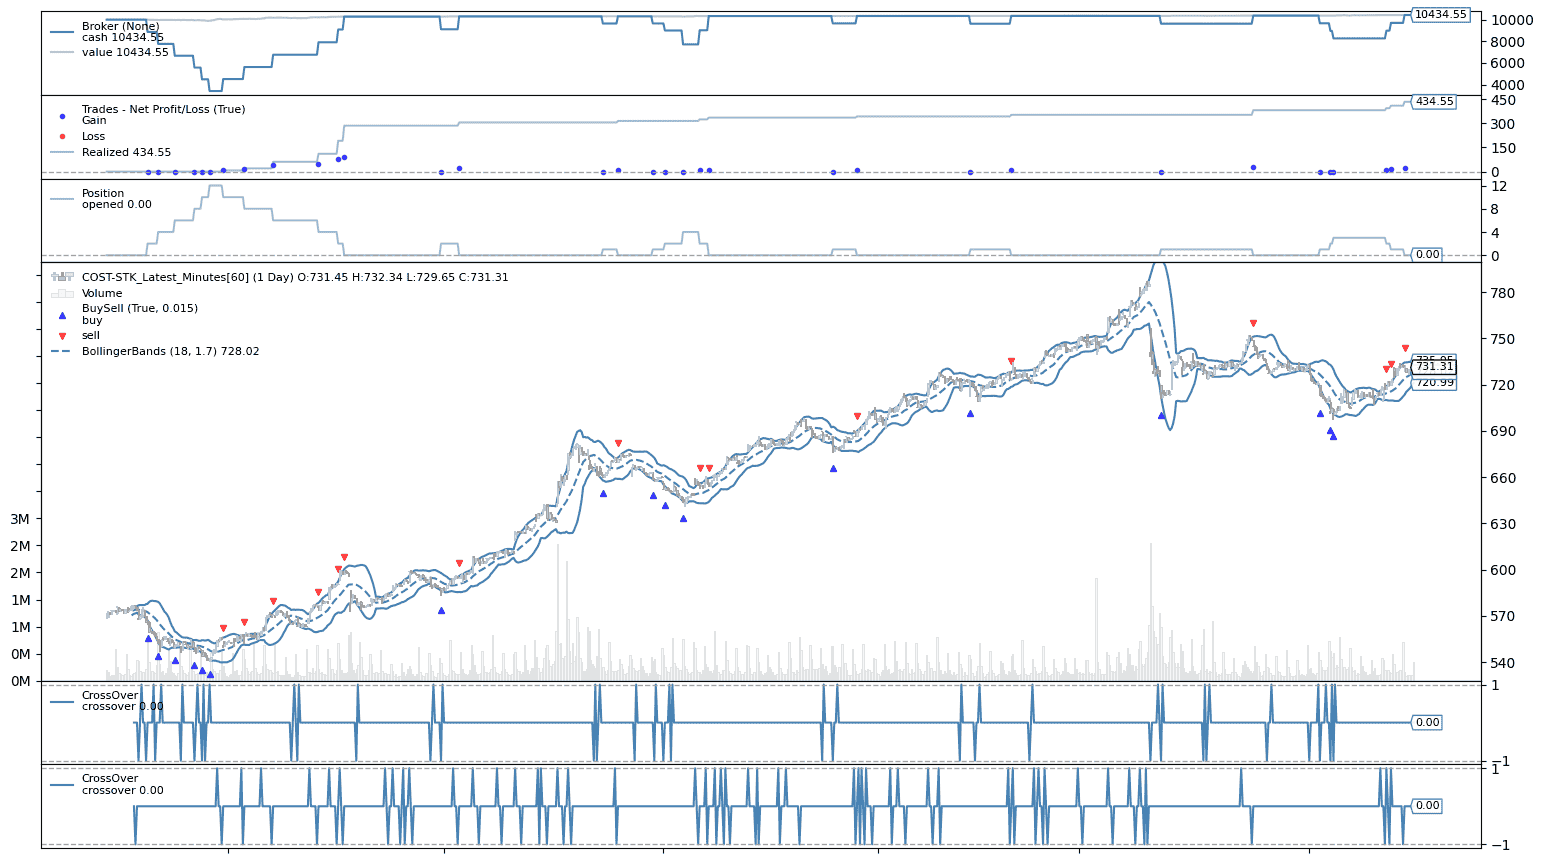 Broker (None)
cash 10434.55
value 10434.55
10434.55
10000
8000
6000
4000
Trades - Net Profit/Loss (True)
Gain
Loss
Realized 434.55
434.55
450
300
150
0
Position
opened 0.00
0.00
12
8
4
0
COST-STK_Latest_Minutes[60] (1 Day) O:731.45 H:732.34 L:729.65 C:731.31
Volume
BuySell (True, 0.015)
buy
sell
BollingerBands (18, 1.7) 728.02
780
750
731.31
720.99
720
690
660
630
600
570
540
3M
2M
2M
1M
1M
0M
0M
CrossOver
crossover 0.00
0.00
1
−1
CrossOver
crossover 0.00
0.00
1
−1